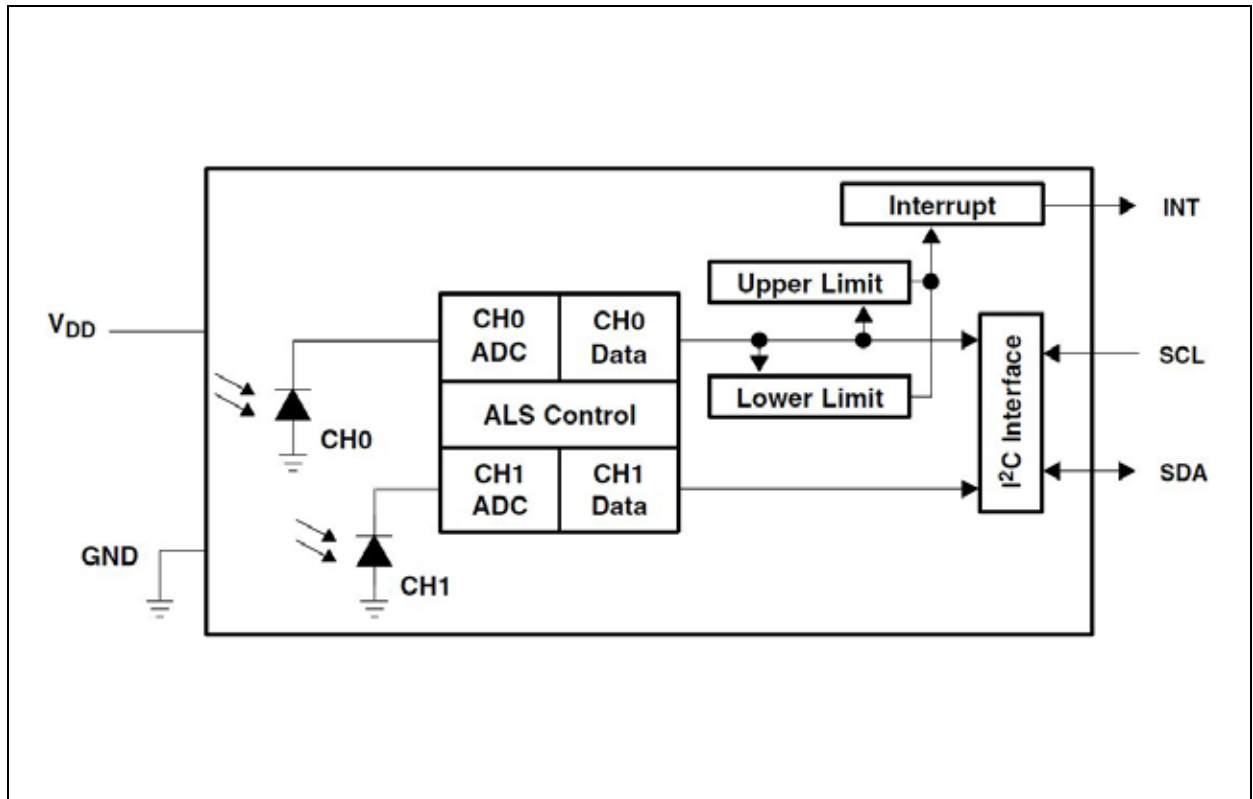 Interrupt
INT
Upper Limit
VDD
CH0
ADC
CH0
Data
Lower Limit
I²C Interface
SCL
ALS Control
CH0
CH1
ADC
CH1
Data
SDA
GND
CH1